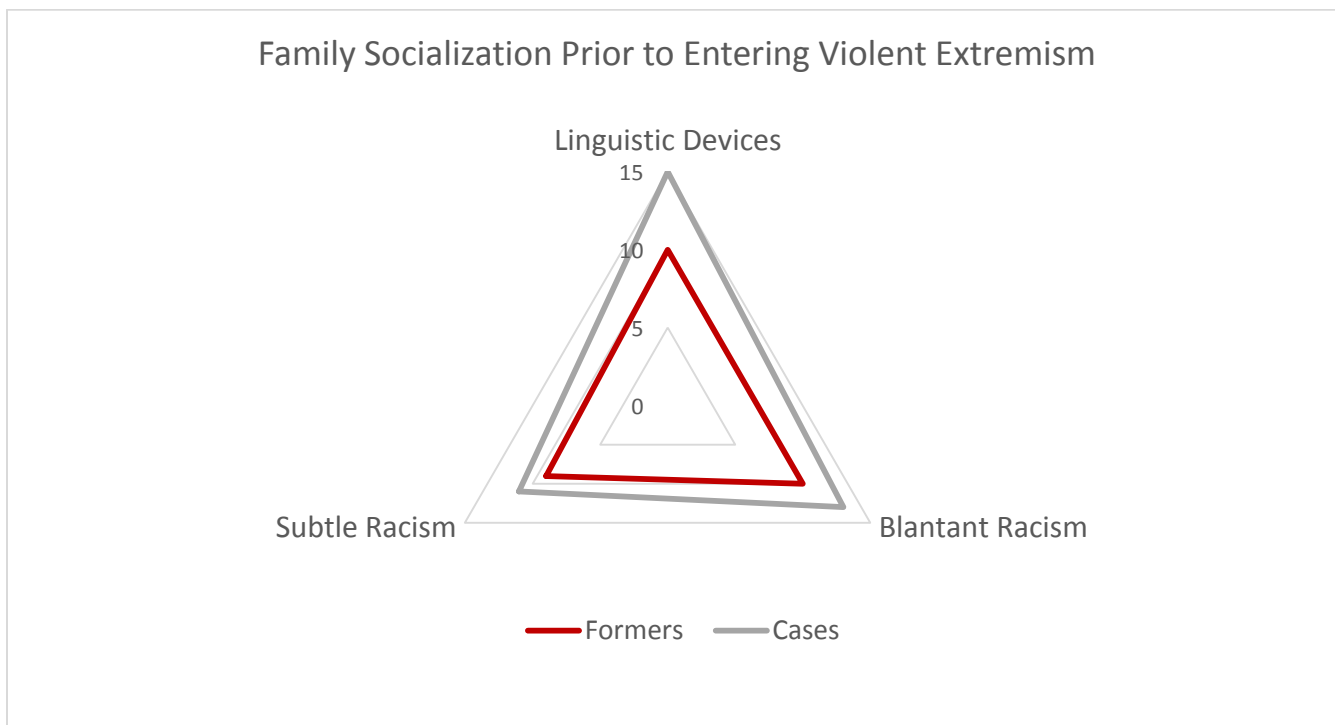 Family Socialization Prior to Entering Violent Extremism
Linguistic Devices
15
10
5
0
Subtle Racism
Blantant Racism
Formers
Cases